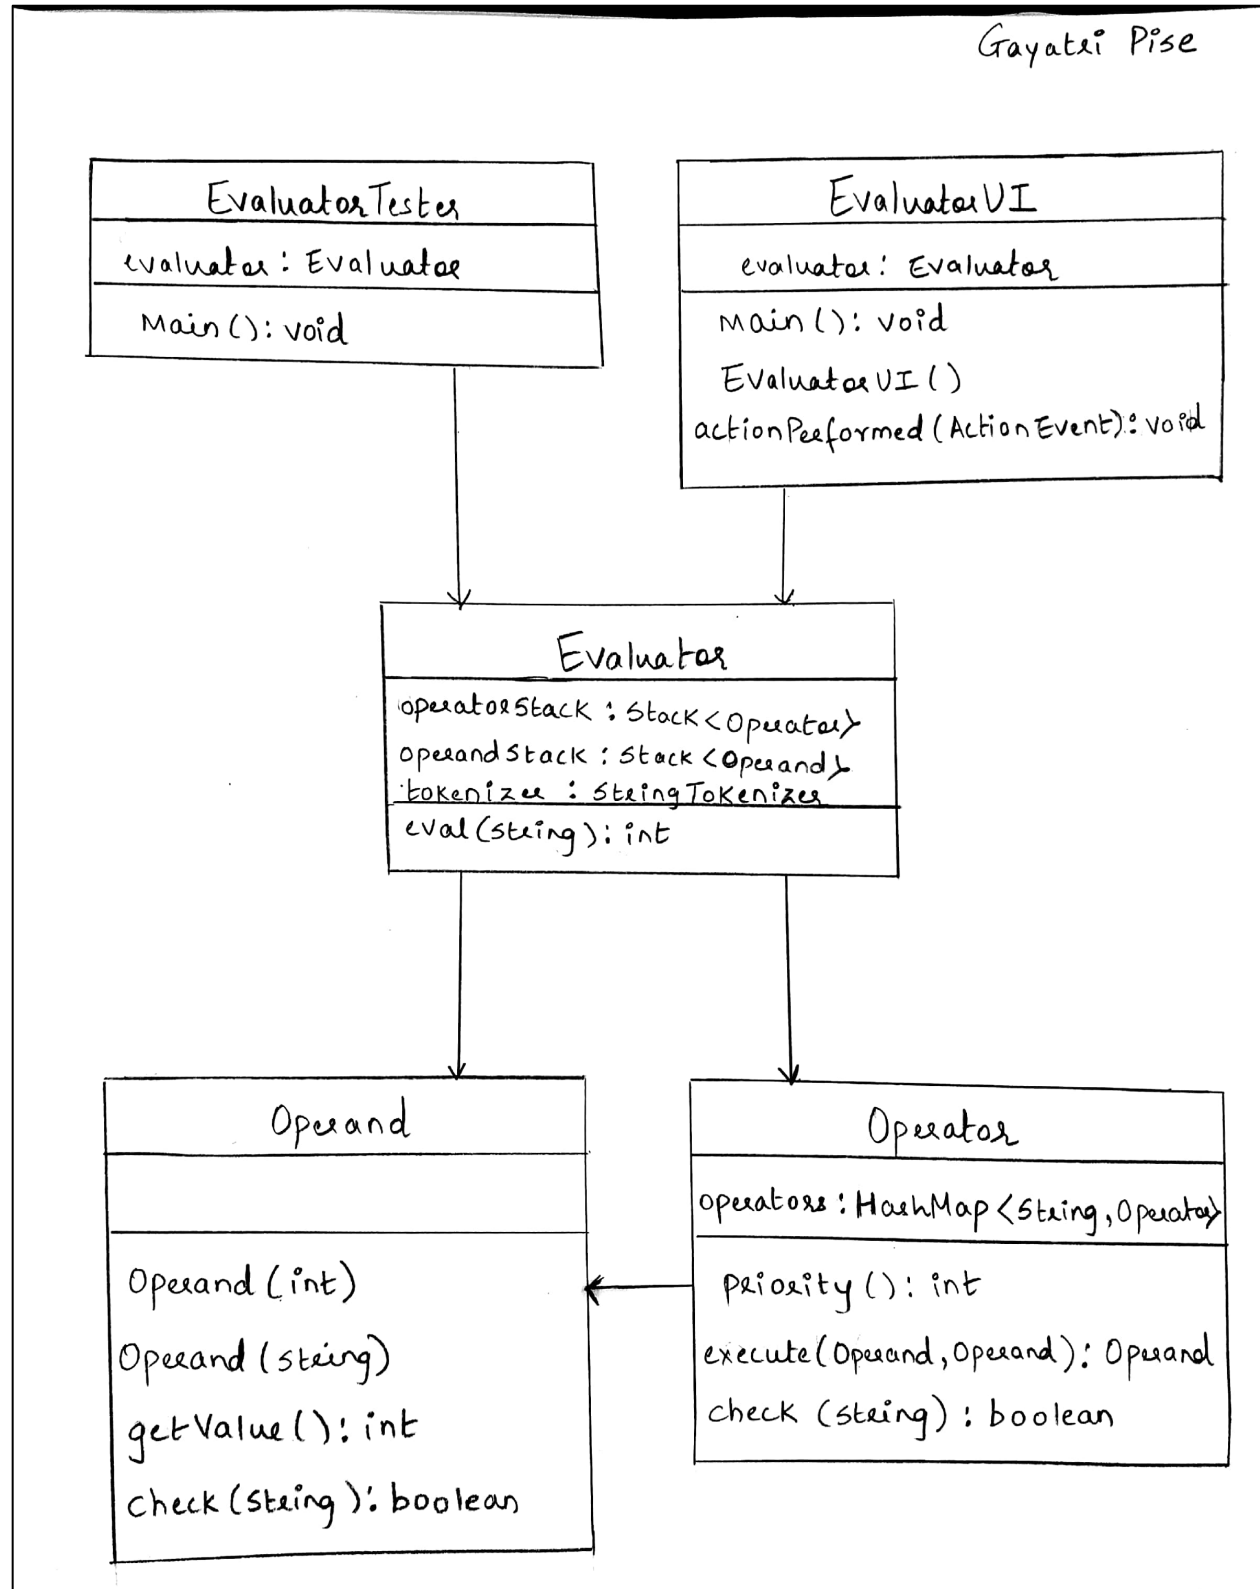 Gayatri Pise
EvaluatorTester
evaluator: Evaluator
Main(): void
EvaluatorUI
evaluator: Evaluator
Main(): void
EvaluatorUI()
actionPerformed(ActionEvent): void
Evaluator
operatorStack : Stack<Operator>
operandStack : Stack<Operand>
tokenizer : StringTokenizer
eval(string): int
Operand
Operand (int)
Operand (string)
getValue(): int
check(String): boolean
Operator
operators: HashMap<String, Operator>
priority(): int
execute(Operand, Operand): Operand
check (string) : boolean